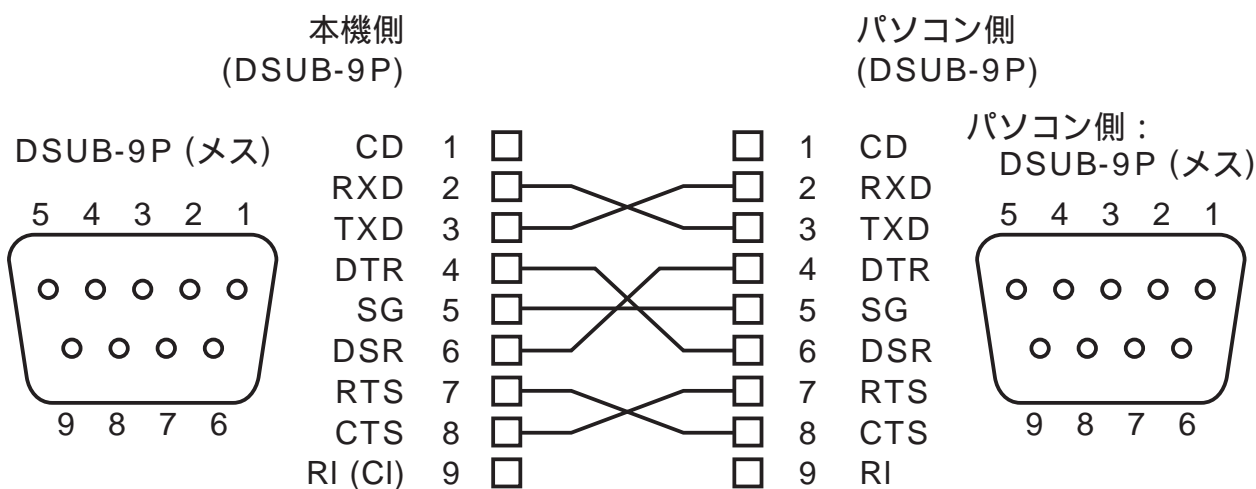 本機側
(DSUB-9P)
パソコン側
(DSUB-9P)
DSUB-9P (メス)
5 4 3 2 1
9 8 7 6
CD 1
RXD 2
TXD 3
DTR 4
SG 5
DSR 6
RTS 7
CTS 8
RI (CI) 9
1 CD
2 RXD
3 TXD
4 DTR
5 SG
6 DSR
7 RTS
8 CTS
9 RI
パソコン側 :
DSUB-9P (メス)
5 4 3 2 1
9 8 7 6